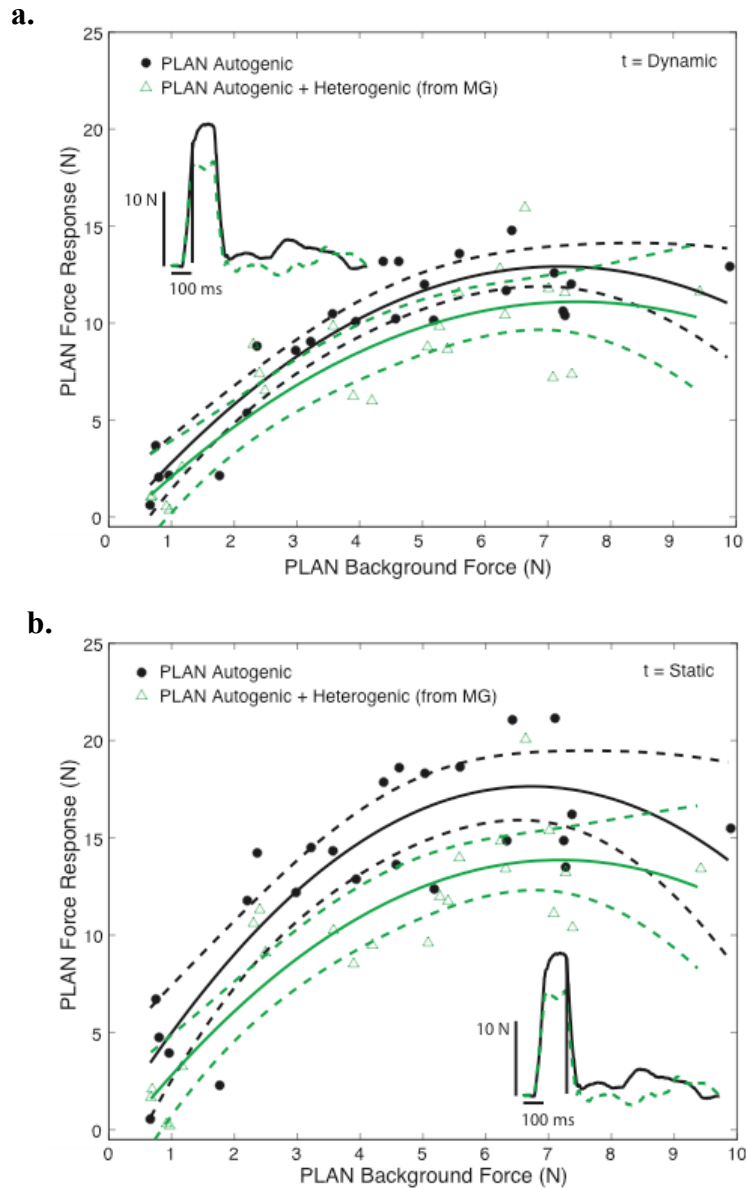 a.
25
20
15
10
5
0
PLAN Force Response (N)
PLAN Autogenic
PLAN Autogenic + Heterogenic (from MG)
t = Dynamic
10 N
100 ms
0 1 2 3 4 5 6 7 8 9 10
PLAN Background Force (N)
b.
25
20
15
10
5
0
PLAN Force Response (N)
PLAN Autogenic
PLAN Autogenic + Heterogenic (from MG)
t = Static
10 N
100 ms
0 1 2 3 4 5 6 7 8 9 10
PLAN Background Force (N)